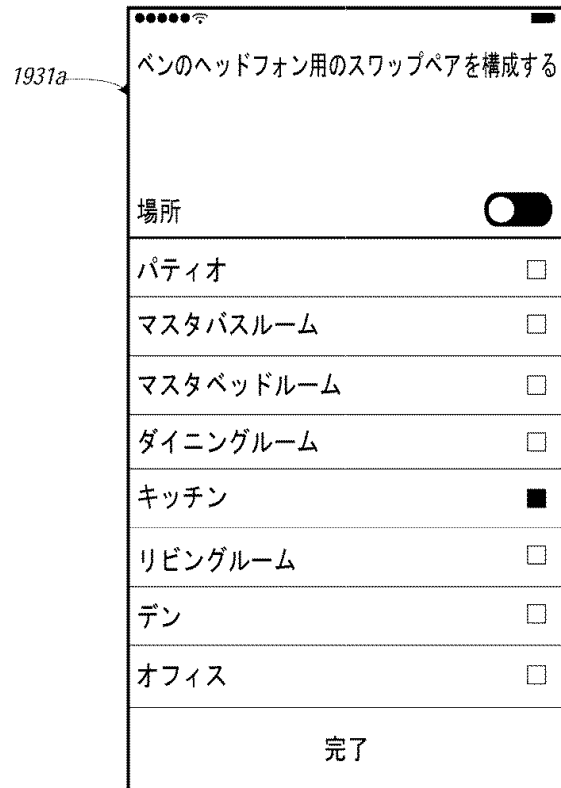 1931a
ベンのヘッドフォン用のスワップペアを構成する
場所
パティオ
マスタバスルーム
マスタベッドルーム
ダイニングルーム
キッチン
リビングルーム
デン
オフィス
完了